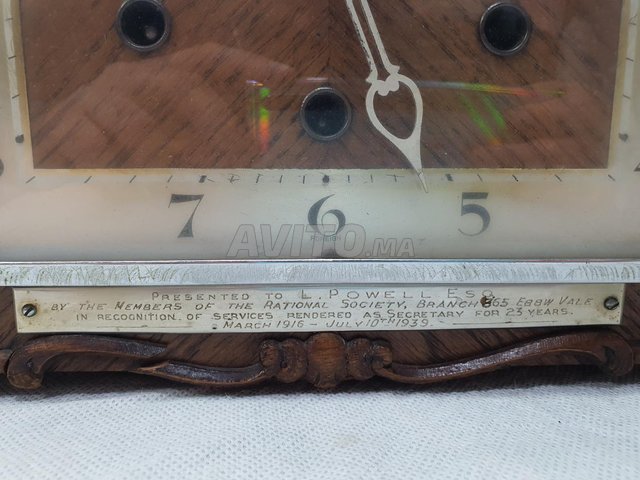 7 6 5
FOREIGN
AVITO.MA
PRESENTED TO L. POWELL ESQ
BY THE MEMBERS OF THE RATIONAL SOCIETY, BRANCH 865 EBBW VALE
IN RECOGNITION OF SERVICES RENDERED AS SECRETARY FOR 23 YEARS.
MARCH 1916 - JULY 10TH 1939.